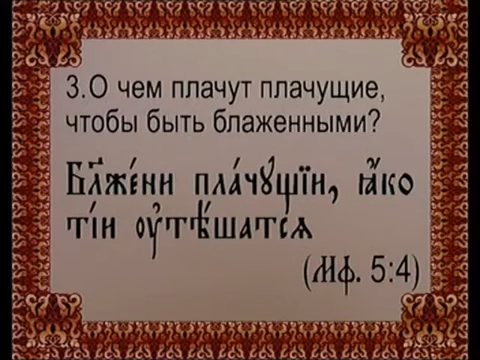 3.О чем плачут плачущие,
чтобы быть блаженными?
Бл҃же́ни пла́чꙋщїи, ꙗ҆́кѡ
ті́и ᲂу҆тѣ́шатсѧ
(Мф. 5:4)